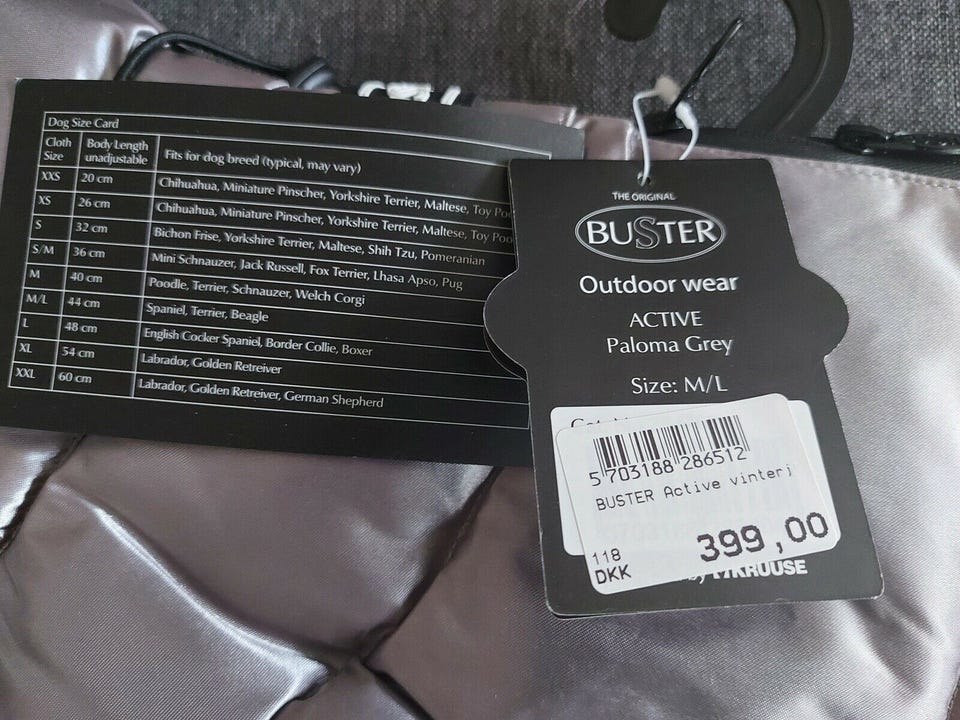 Dog Size Card
Cloth Size Body Length unadjustable Fits for dog breed (typical, may vary)
XXS 20 cm Chihuahua, Miniature Pinscher, Yorkshire Terrier, Maltese, Toy
XS 26 cm Chihuahua, Miniature Pinscher, Yorkshire Terrier, Maltese, Toy
S 32 cm Bichon Frise, Yorkshire Terrier, Maltese, Shih Tzu, Pomeranian
S/M 36 cm Mini Schnauzer, Jack Russell, Fox Terrier, Lhasa Apso, Pug
M 40 cm Poodle, Terrier, Schnauzer, Welch Corgi
M/L 44 cm Spaniel, Terrier, Beagle
L 48 cm English Cocker Spaniel, Border Collie, Boxer
XL 54 cm Labrador, Golden Retreiver
XXL 60 cm Labrador, Golden Retreiver, German Shepherd
THE ORIGINAL
BUSTER
Outdoor wear
ACTIVE
Paloma Grey
Size: M/L
5 703188 286512
BUSTER Active vinterj
118
DKK 399,00
by KRUUSE